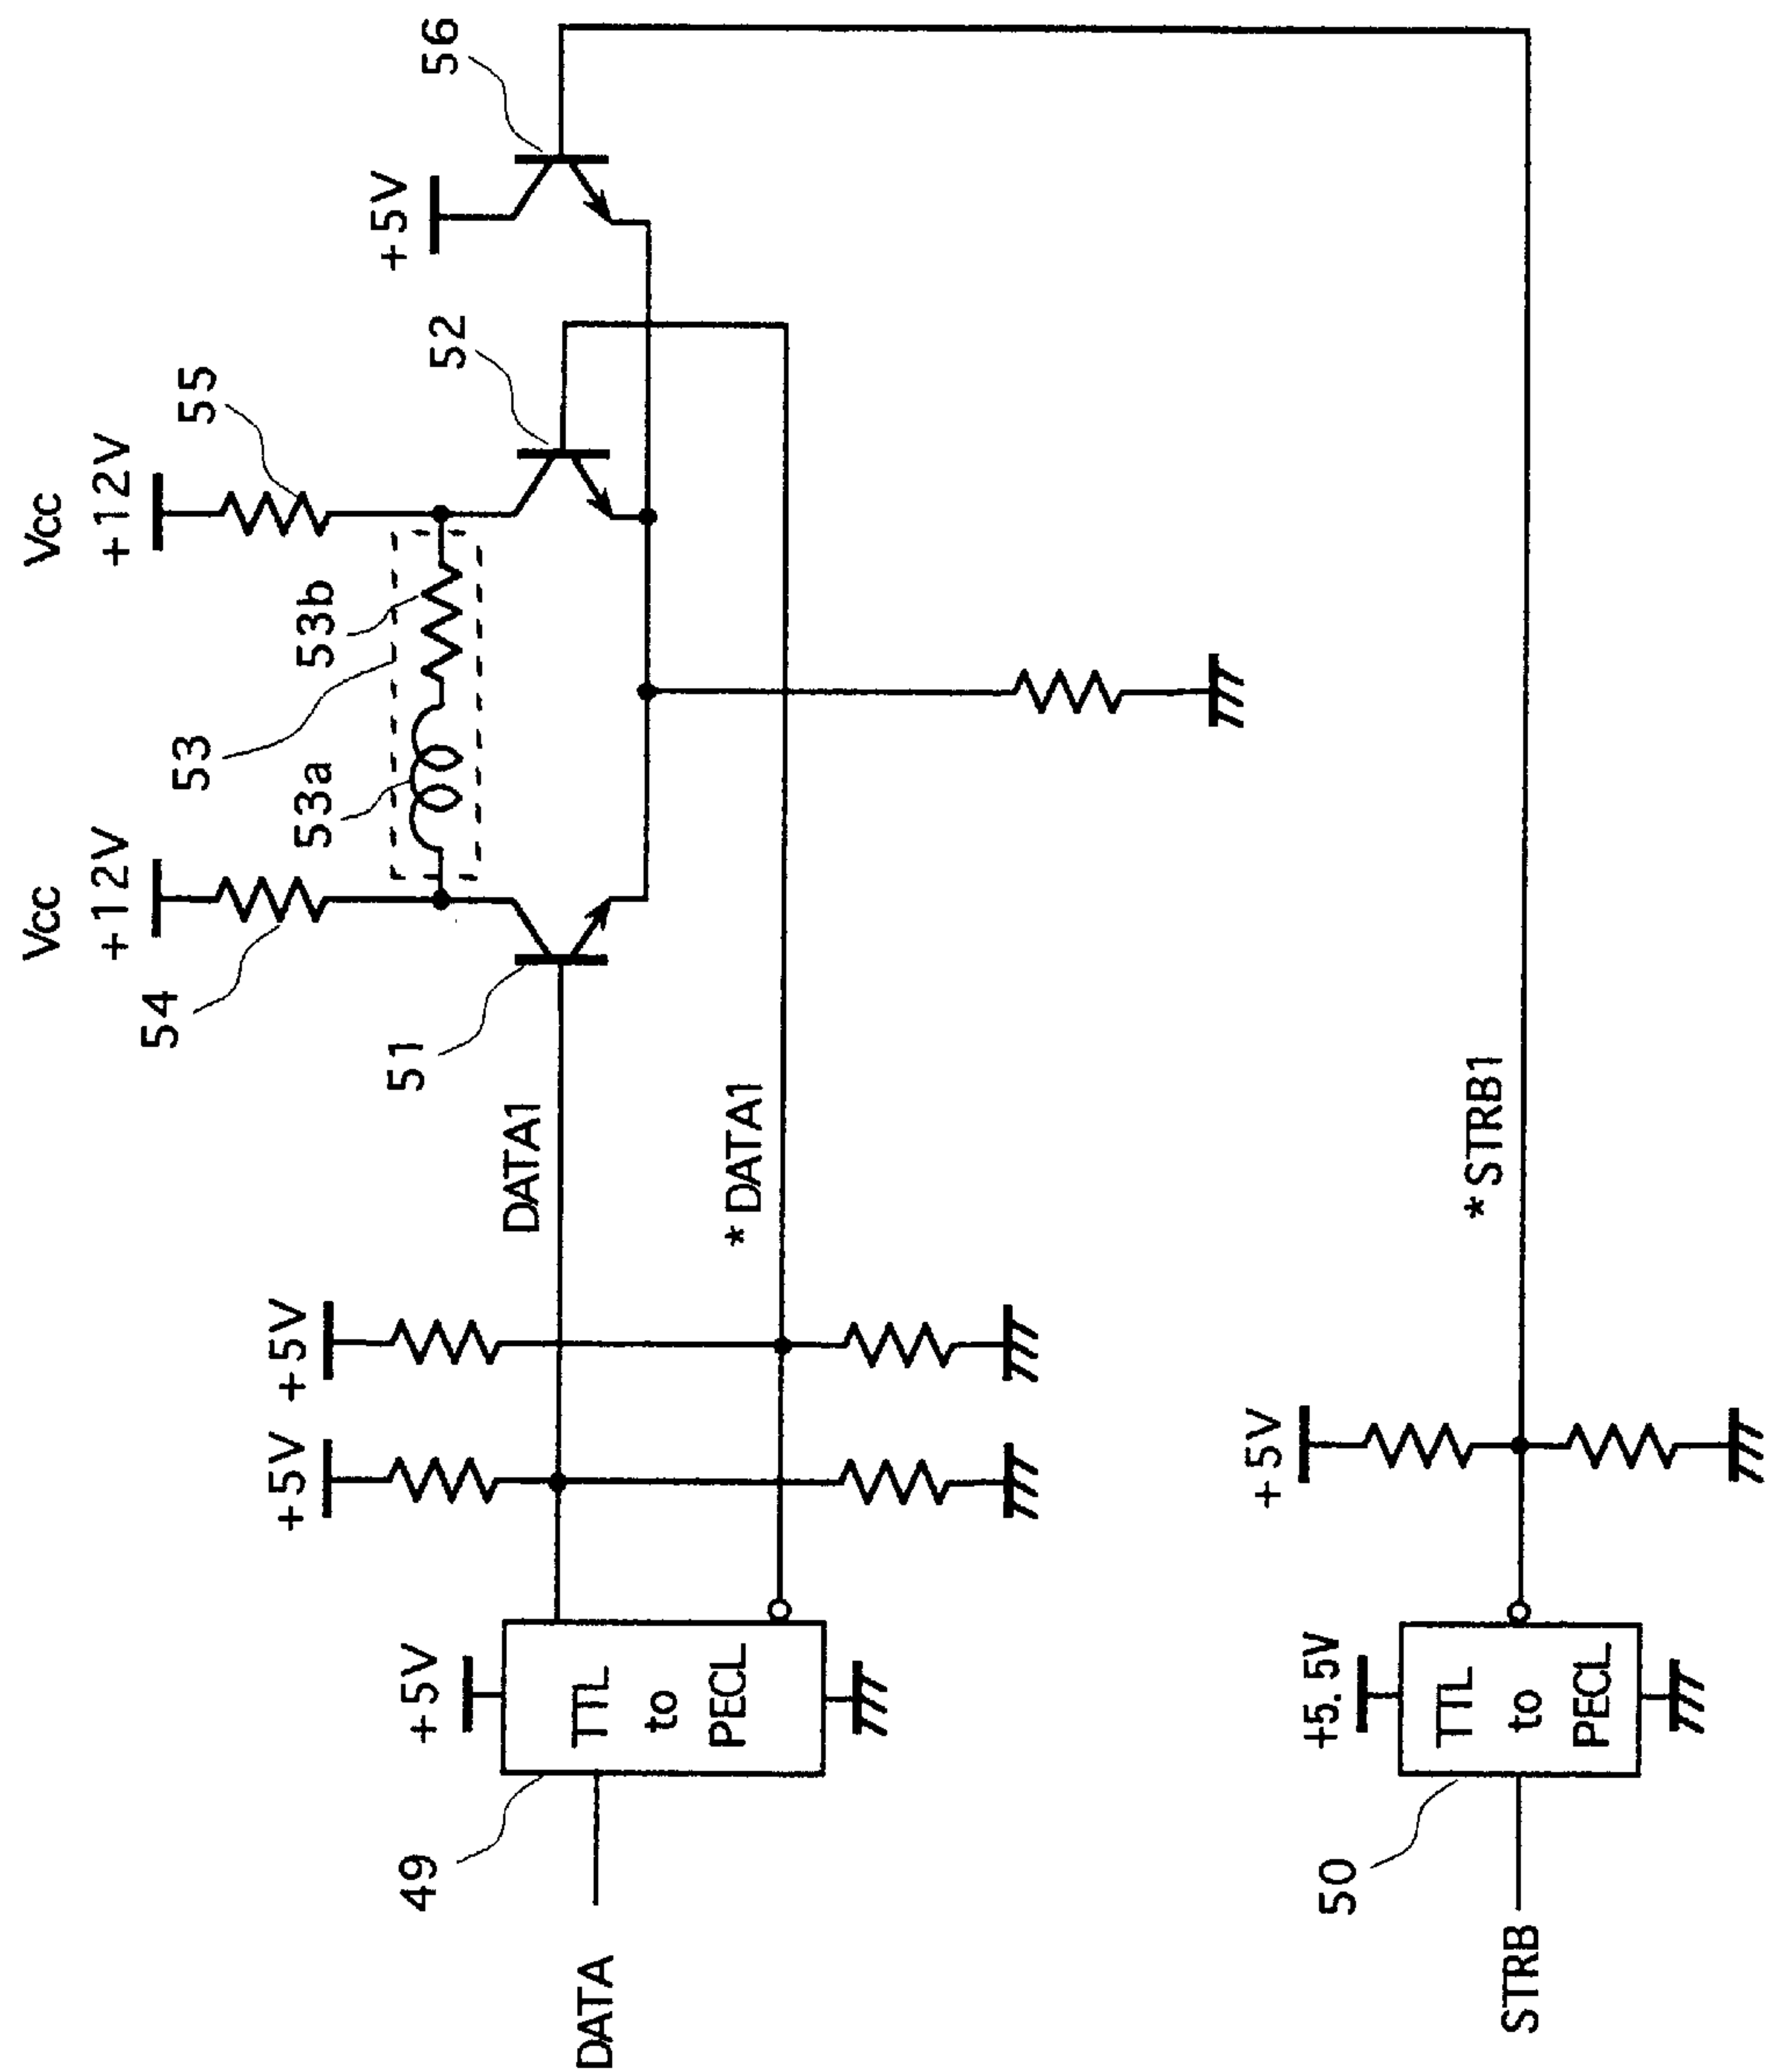 Vcc
+12V
54
Vcc
+12V
55
53
53a
53b
52
+5V
56
51
+5V
+5V
DATA1
*DATA1
+5V
TTL
to
PECL
49
DATA
+5V
*STRB1
+5.5V
TTL
to
PECL
50
STRB